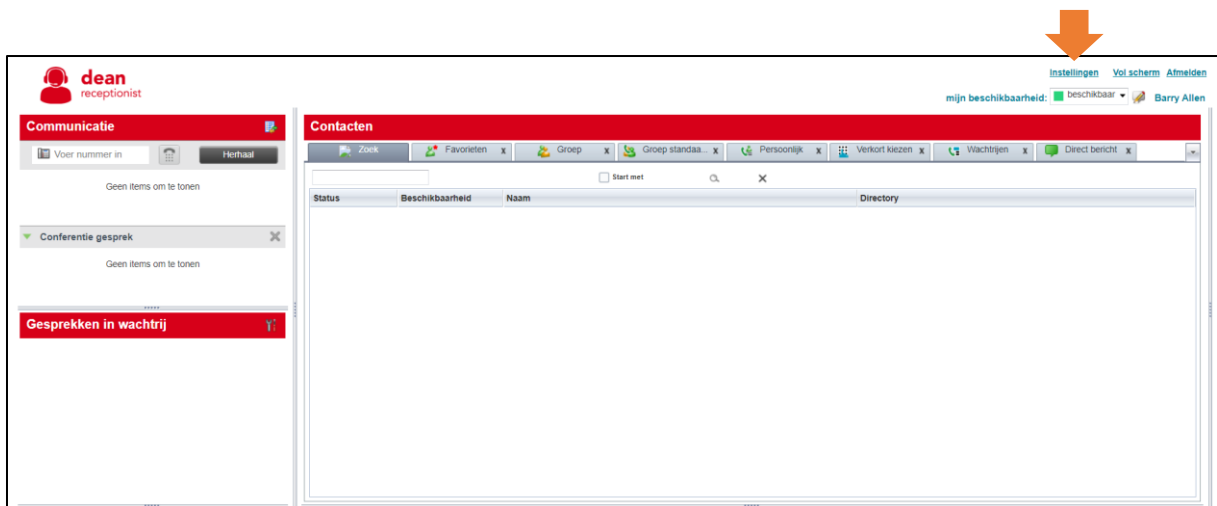 dean
receptionist
Instellingen Vol scherm Afmelden
mijn beschikbaarheid: beschikbaar Barry Allen
Communicatie
Voer nummer in Herhaal
Geen items om te tonen
Conferentie gesprek
Geen items om te tonen
Gesprekken in wachtrij
Contacten
Zoek Favorieten x Groep x Groep standaa... x Persoonlijk x Verkort kiezen x Wachtrijen x Direct bericht x
Start met
Status Beschikbaarheid Naam Directory